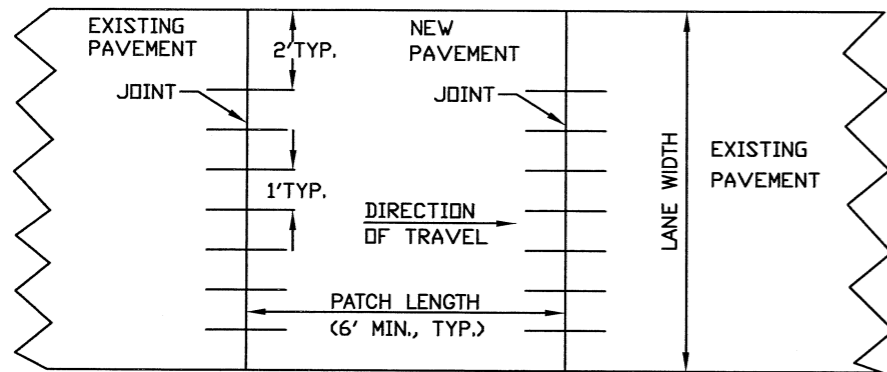 EXISTING
PAVEMENT
2'TYP.
NEW
PAVEMENT
JOINT
JOINT
1'TYP.
DIRECTION
OF TRAVEL
LANE WIDTH
EXISTING
PAVEMENT
PATCH LENGTH
(6' MIN., TYP.)